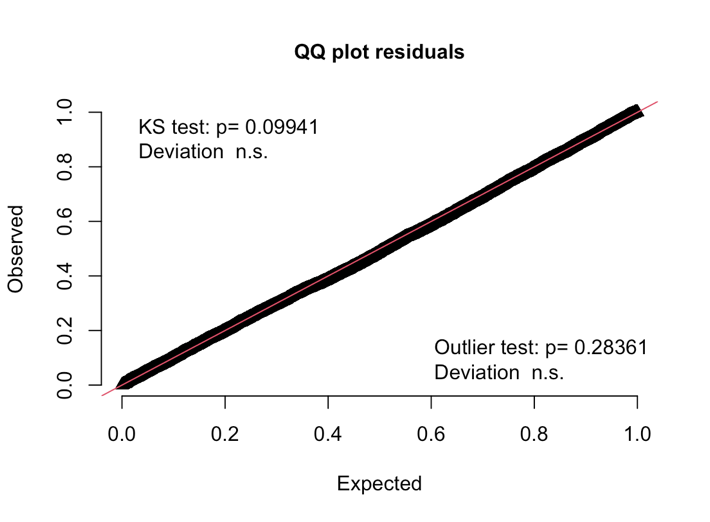 QQ plot residuals
KS test: p= 0.09941
Deviation  n.s.
Outlier test: p= 0.28361
Deviation  n.s.
Observed
0.0 0.2 0.4 0.6 0.8 1.0
0.0 0.2 0.4 0.6 0.8 1.0
Expected